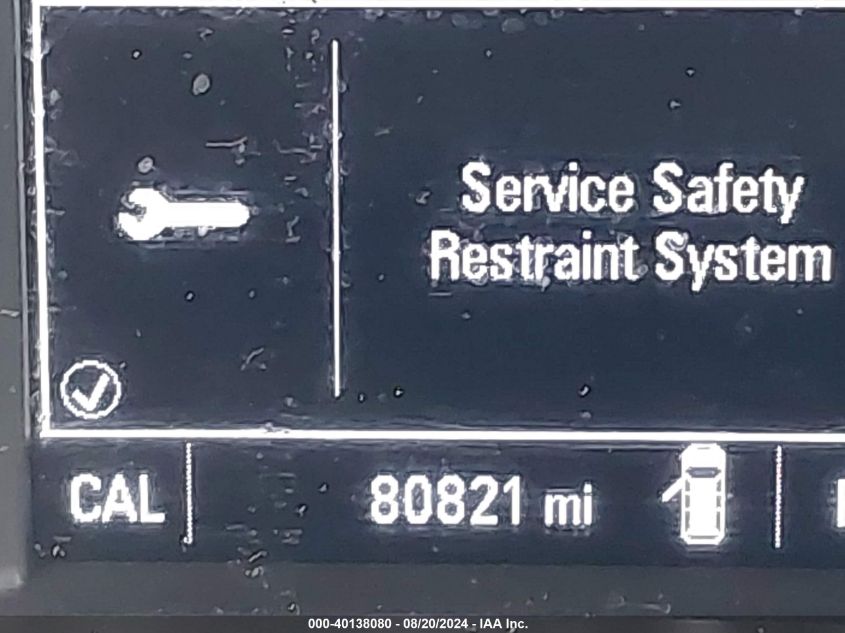 Service Safety
Restraint System
CAL
80821 mi
000-40138080 - 08/20/2024 - IAA Inc.